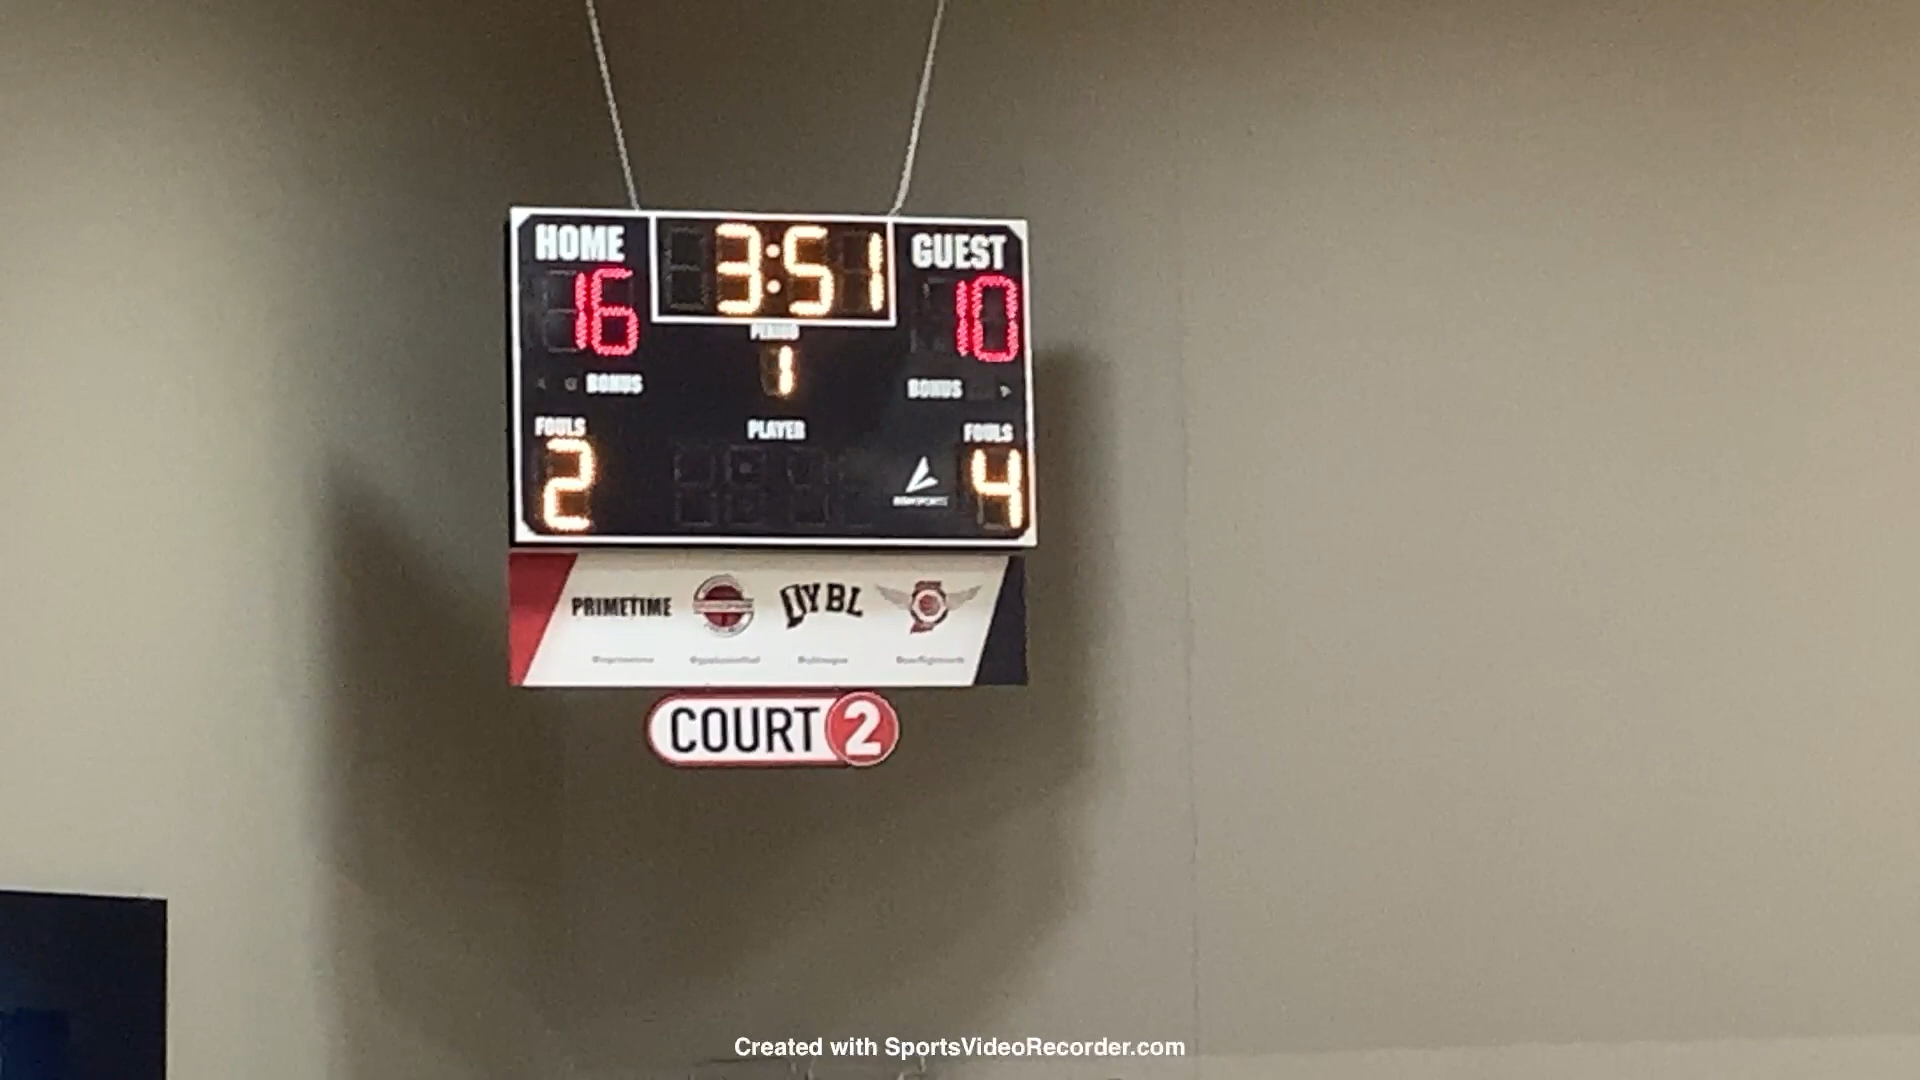 HOME 3:51 GUEST
16 10
PERIOD
1
BONUS BONUS
FOULS PLAYER FOULS
2 4
PRIMETIME YBL
COURT 2
Created with SportsVideoRecorder.com